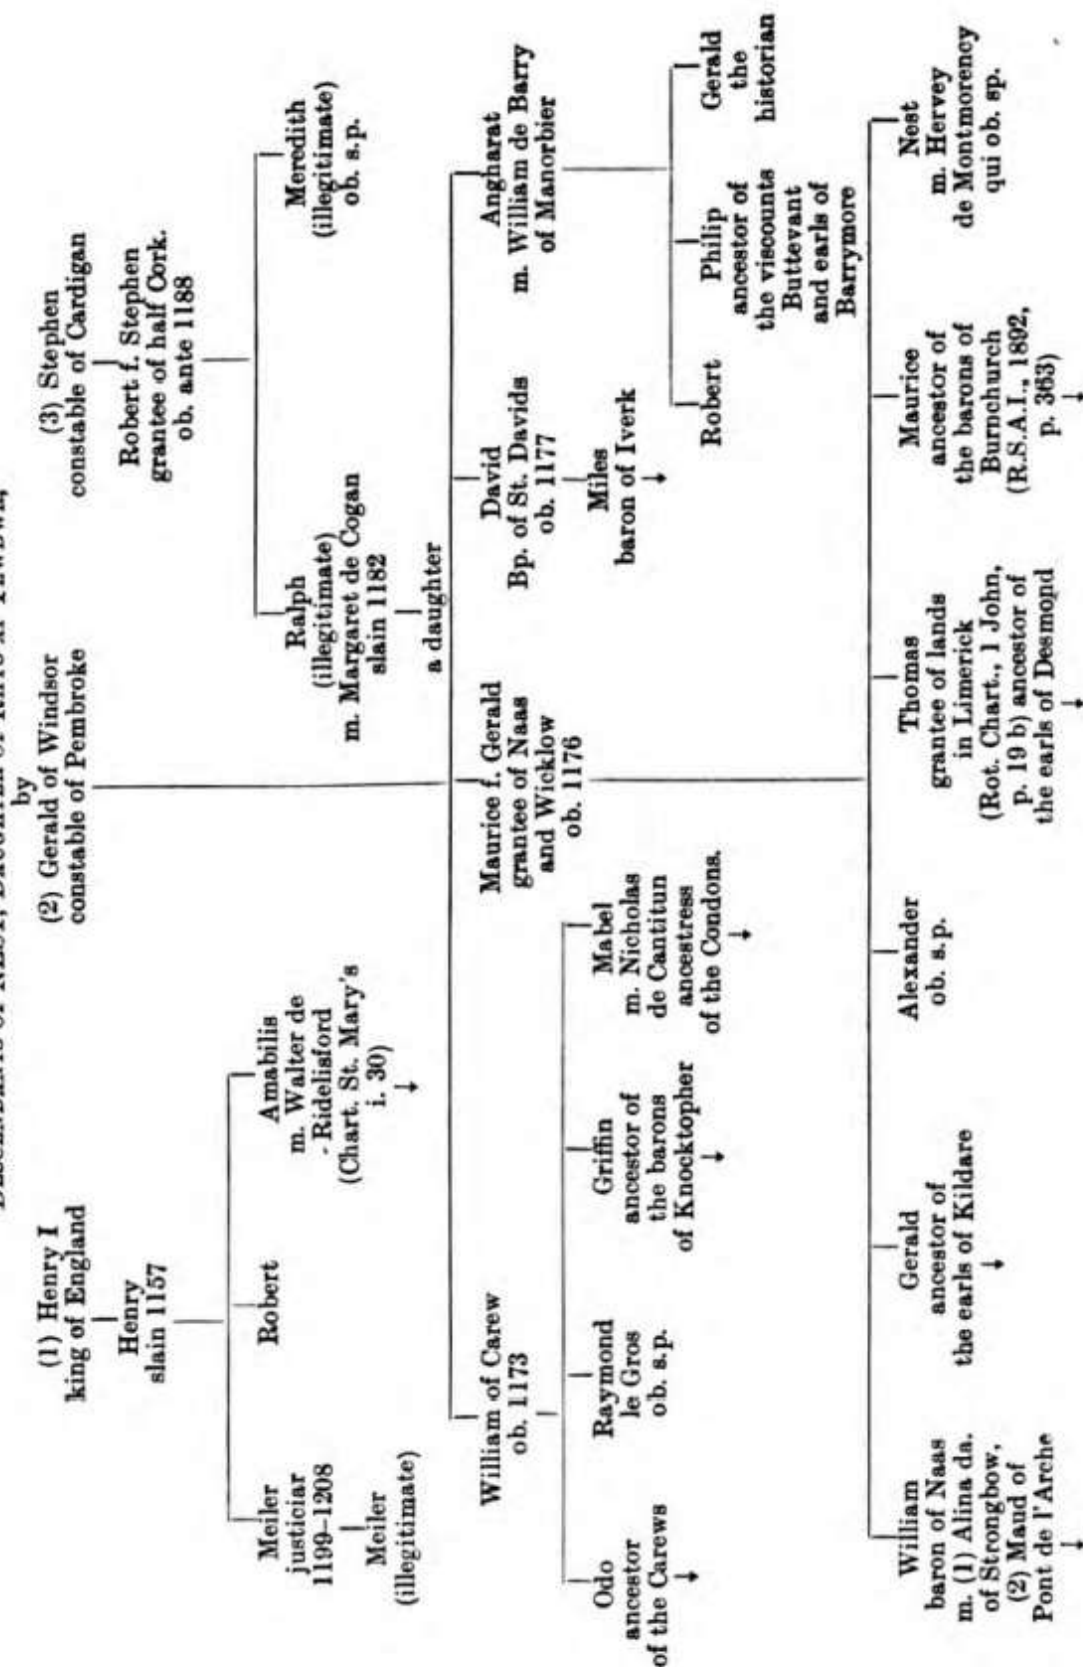 by
(1) Henry I
king of England
(2) Gerald of Windsor
constable of Pembroke
(3) Stephen
constable of Cardigan
Henry
slain 1157
Robert f. Stephen
grantee of half Cork.
ob. ante 1188
Meiler
justiciar
1199–1208
Robert
Amabilis
m. Walter de
Ridelisford
(Chart. St. Mary's
i. 30)
Ralph
(illegitimate)
m. Margaret de Cogan
slain 1182
Meredith
(illegitimate)
ob. s.p.
Meiler
(illegitimate)
a daughter
William of Carew
ob. 1173
Maurice f. Gerald
grantee of Naas
and Wicklow
ob. 1176
David
Bp. of St. Davids
ob. 1177
Angharat
m. William de Barry
of Manorbier
Miles
baron of Iverk
Odo
ancestor
of the Carews
Raymond
le Gros
ob. s.p.
Griffin
ancestor of
the barons
of Knocktopher
Mabel
m. Nicholas
de Cantitun
ancestress
of the Condons.
Robert
Philip
ancestor of
the viscounts
Buttevant
and earls of
Barrymore
Gerald
the
historian
William
baron of Naas
m. (1) Alina da.
of Strongbow,
(2) Maud of
Pont de l'Arche
Gerald
ancestor of
the earls of Kildare
Alexander
ob. s.p.
Thomas
grantee of lands
in Limerick
(Rot. Chart., 1 John,
p. 19 b) ancestor of
the earls of Desmond
Maurice
ancestor of
the barons of
Burnchurch
(R.S.A.I., 1892,
p. 363)
Nest
m. Hervey
de Montmorency
qui ob. sp.